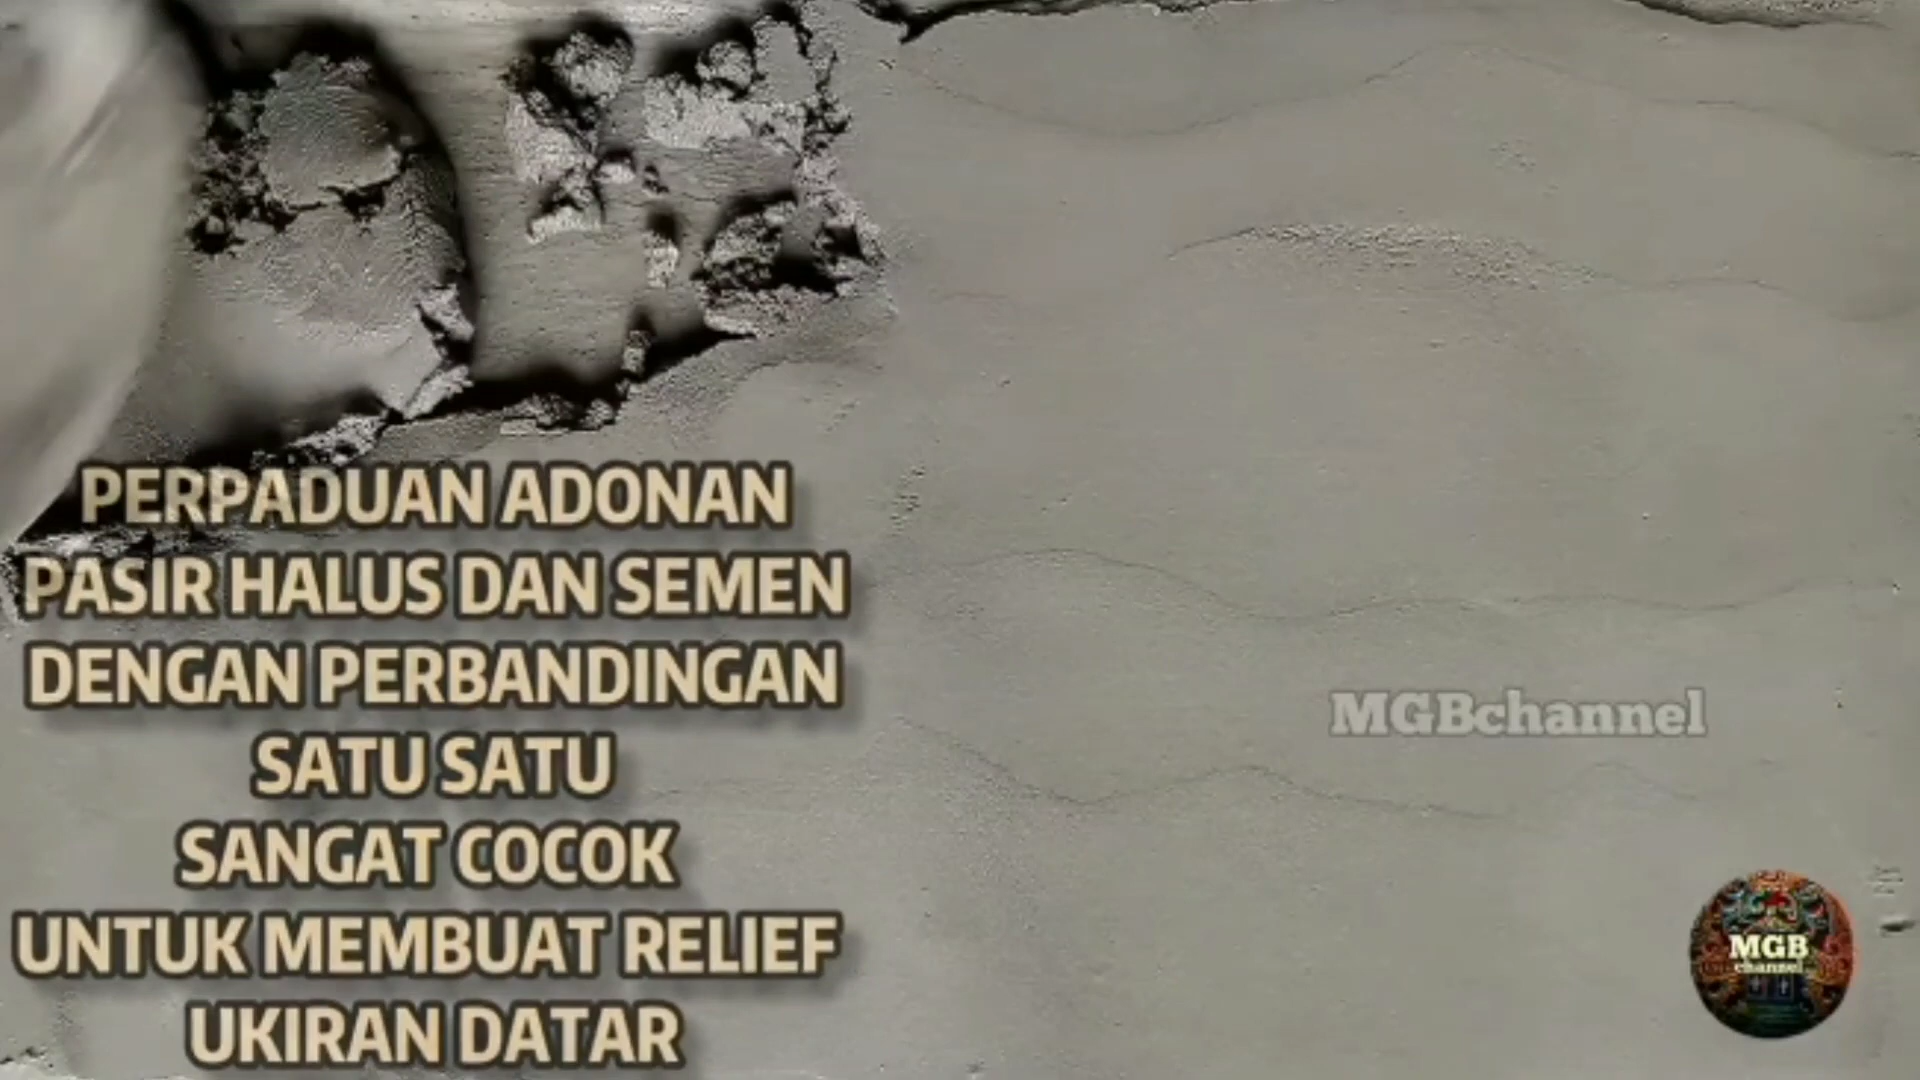 PERPADUAN ADONAN
PASIR HALUS DAN SEMEN
DENGAN PERBANDINGAN
SATU SATU
SANGAT COCOK
UNTUK MEMBUAT RELIEF
UKIRAN DATAR
MGBchannel
MGB
channel